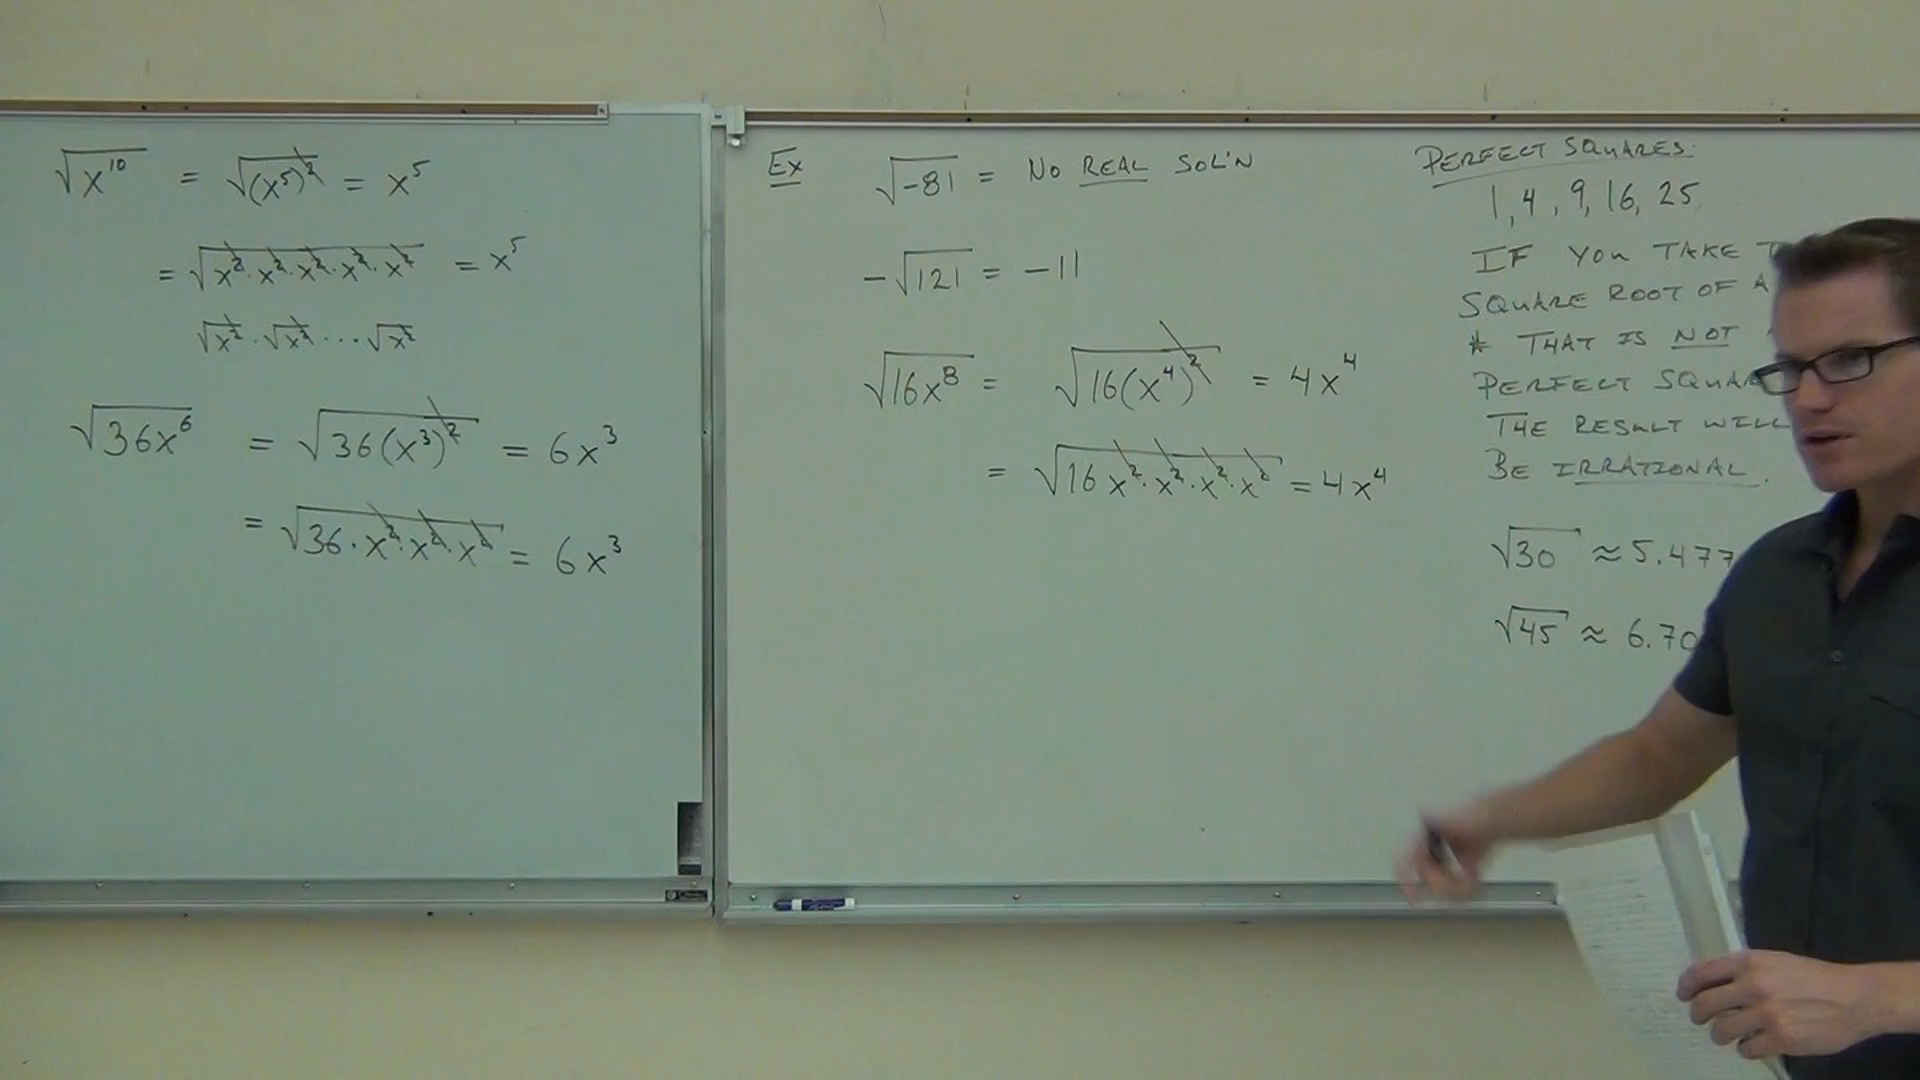 √x¹⁰ = √(x⁵)² = x⁵
= √x²·x²·x²·x²·x² = x⁵
√x²·√x²···√x²
√36x⁶ = √36(x³)² = 6x³
= √36·x²·x²·x² = 6x³
Ex √-81 = NO REAL SOL'N
-√121 = -11
√16x⁸ = √16(x⁴)² = 4x⁴
= √16x²·x²·x²·x² = 4x⁴
PERFECT SQUARES:
1, 4, 9, 16, 25
IF YOU TAKE T
SQUARE ROOT OF A
* THAT IS NOT
PERFECT SQUAR
THE RESULT WILL
BE IRRATIONAL.
√30 ≈ 5.477
√45 ≈ 6.70